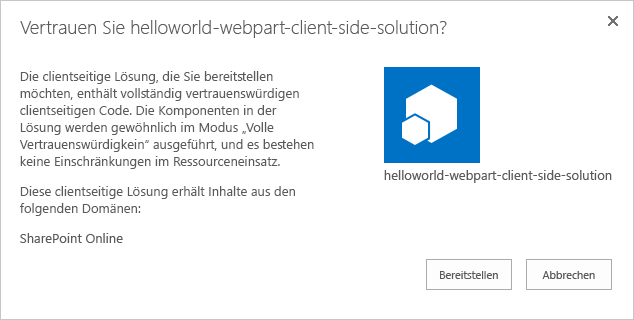 Vertrauen Sie helloworld-webpart-client-side-solution?
Die clientseitige Lösung, die Sie bereitstellen
möchten, enthält vollständig vertrauenswürdigen
clientseitigen Code. Die Komponenten in der
Lösung werden gewöhnlich im Modus „Volle
Vertrauenswürdigkein“ ausgeführt, und es bestehen
keine Einschränkungen im Ressourceneinsatz.
Diese clientseitige Lösung erhält Inhalte aus den
folgenden Domänen:
SharePoint Online
helloworld-webpart-client-side-solution
Bereitstellen
Abbrechen